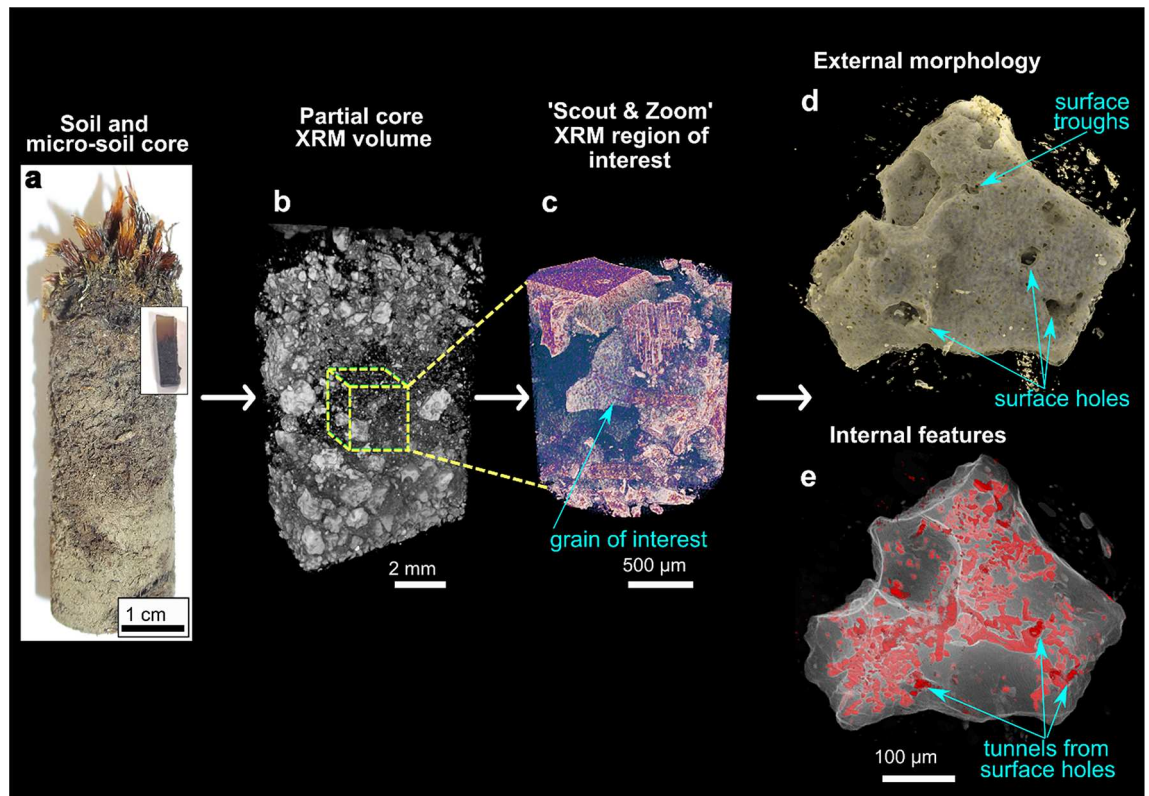 Soil and
micro-soil core
a
1 cm
Partial core
XRM volume
b
2 mm
'Scout & Zoom'
XRM region of
interest
c
grain of interest
500 µm
External morphology
d
surface
troughs
surface holes
Internal features
e
tunnels from
surface holes
100 µm